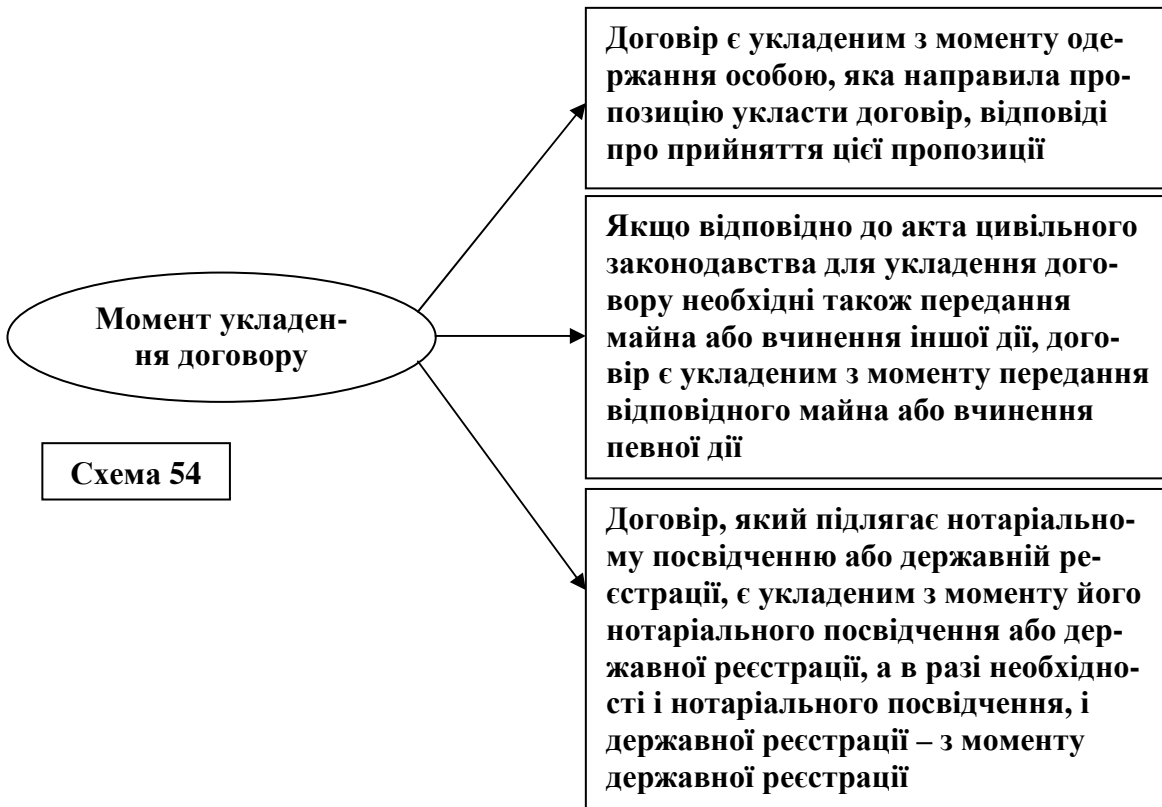 Договір є укладеним з моменту оде-
ржання особою, яка направила про-
позицію укласти договір, відповіді
про прийняття цієї пропозиції
Якщо відповідно до акта цивільного
законодавства для укладення дого-
вору необхідні також передання
майна або вчинення іншої дії, дого-
вір є укладеним з моменту передання
відповідного майна або вчинення
певної дії
Момент укладен-
ня договору
Схема 54
Договір, який підлягає нотаріально-
му посвідченню або державній ре-
єстрації, є укладеним з моменту його
нотаріального посвідчення або дер-
жавної реєстрації, а в разі необхідно-
сті і нотаріального посвідчення, і
державної реєстрації – з моменту
державної реєстрації